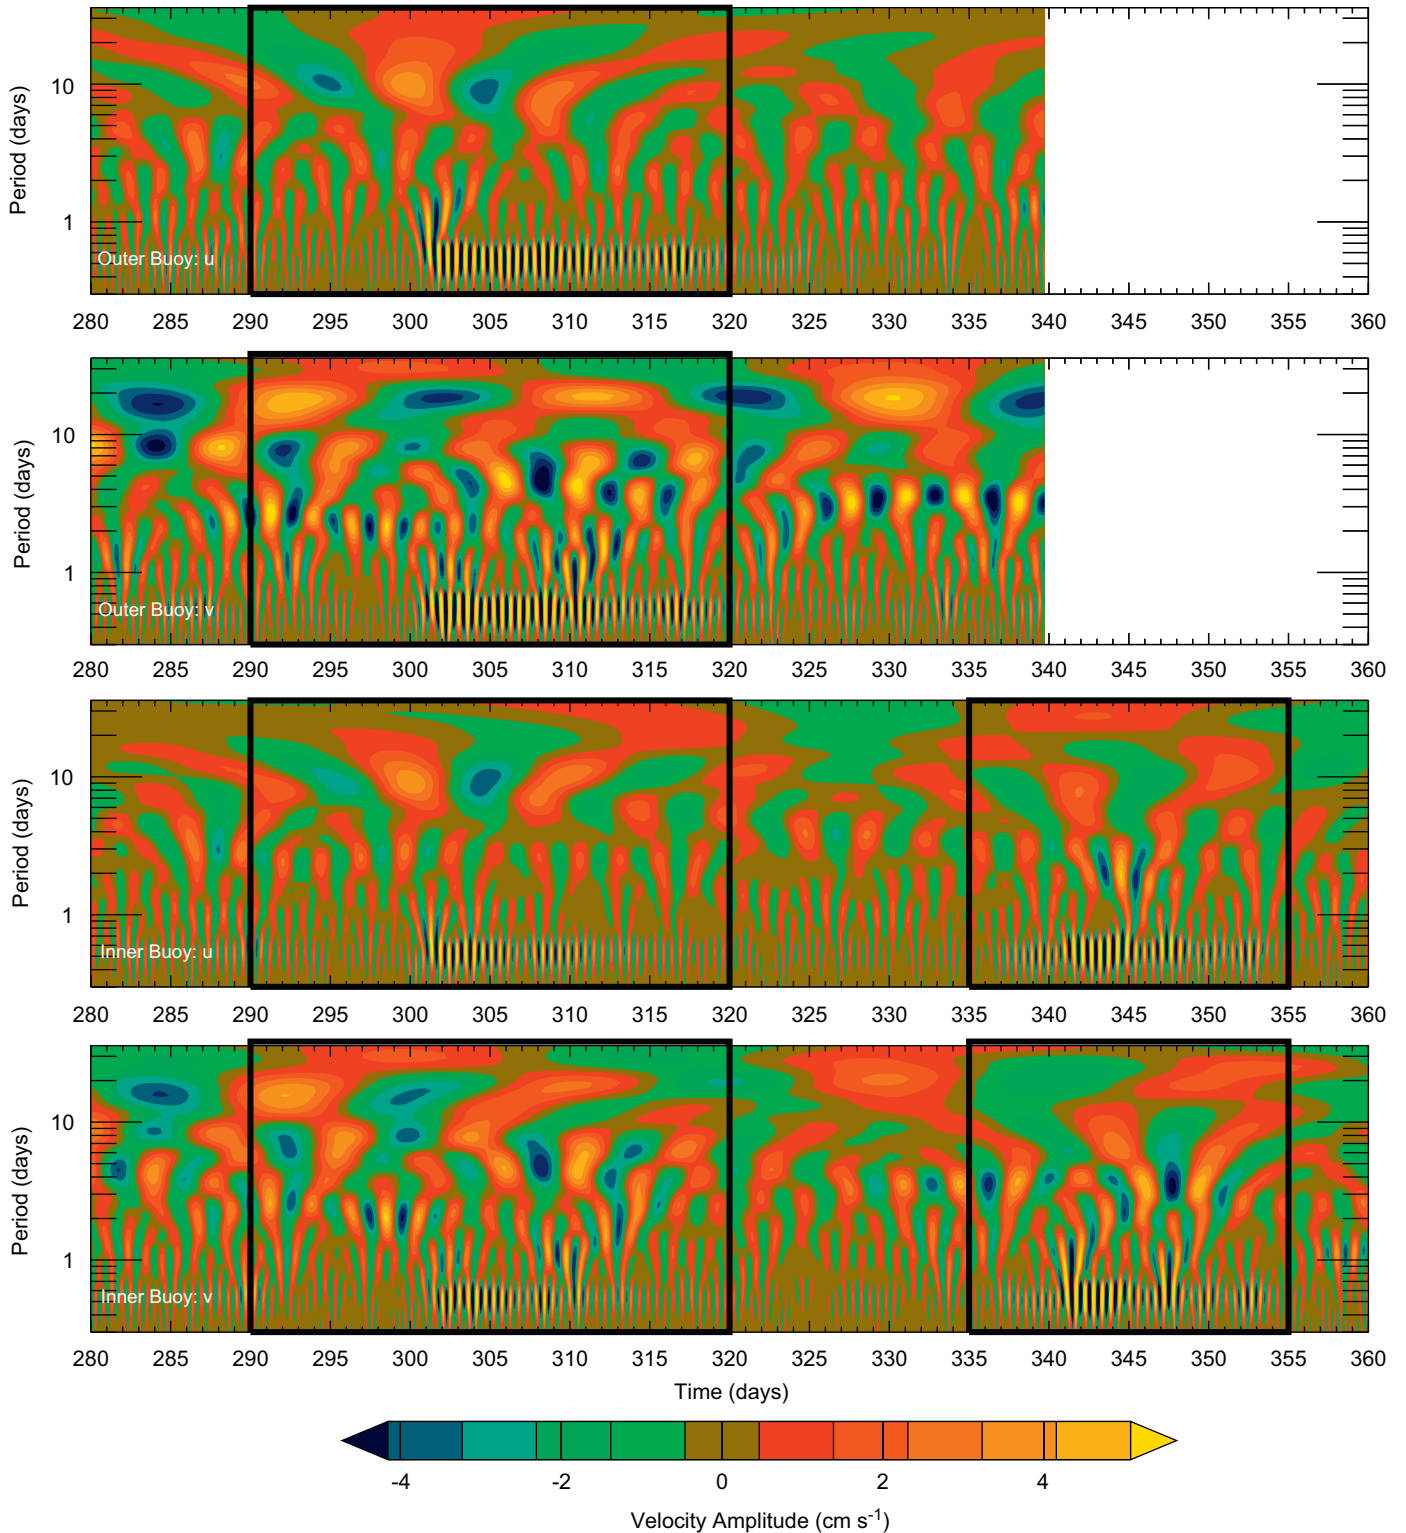 10
1
Period (days)
Outer Buoy: u
280 285 290 295 300 305 310 315 320 325 330 335 340 345 350 355 360
10
1
Period (days)
Outer Buoy: v
280 285 290 295 300 305 310 315 320 325 330 335 340 345 350 355 360
10
1
Period (days)
Inner Buoy: u
280 285 290 295 300 305 310 315 320 325 330 335 340 345 350 355 360
10
1
Period (days)
Inner Buoy: v
280 285 290 295 300 305 310 315 320 325 330 335 340 345 350 355 360
Time (days)
-4 -2 0 2 4
Velocity Amplitude (cm s⁻¹)